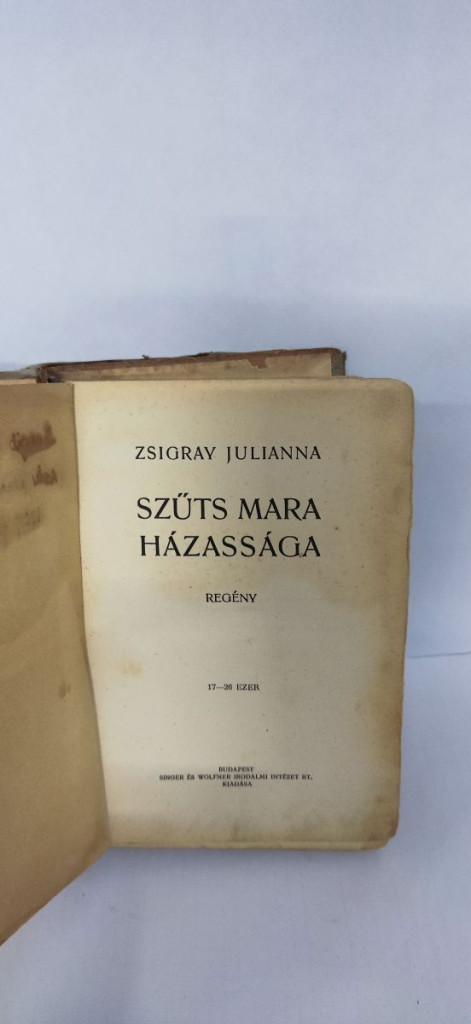 ZSIGRAY JULIANNA
SZŰTS MARA
HÁZASSÁGA
REGÉNY
17—26 EZER
BUDAPEST
SINGER ÉS WOLFNER IRODALMI INTÉZET RT.
KIADÁSA